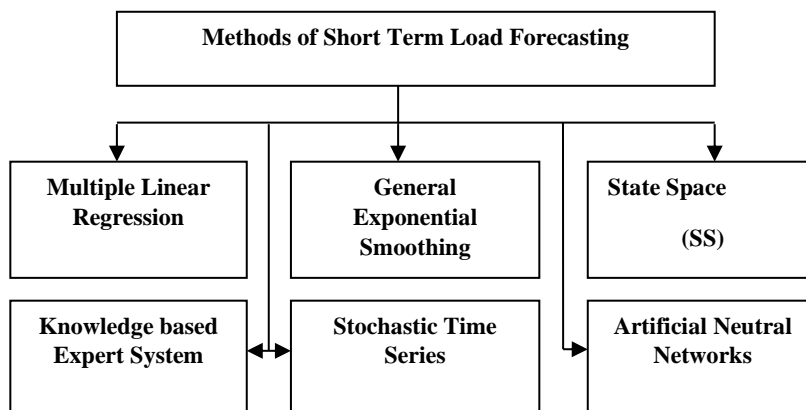 Methods of Short Term Load Forecasting
Multiple Linear
Regression
General
Exponential
Smoothing
State Space
(SS)
Knowledge based
Expert System
Stochastic Time
Series
Artificial Neutral
Networks